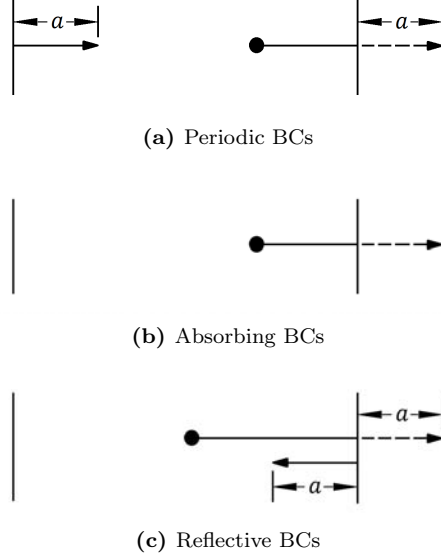 a a
(a) Periodic BCs
(b) Absorbing BCs
a
a
(c) Reflective BCs